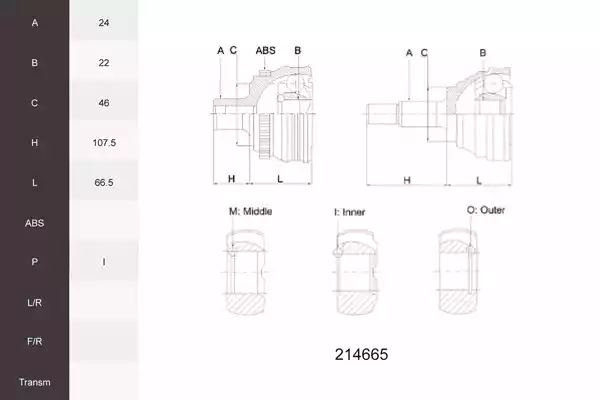 A 24
B 22
C 46
H 107.5
L 66.5
ABS
P I
L/R
F/R
Transm
A C ABS B
A C B
H L
H L
M: Middle
I: Inner
O: Outer
214665